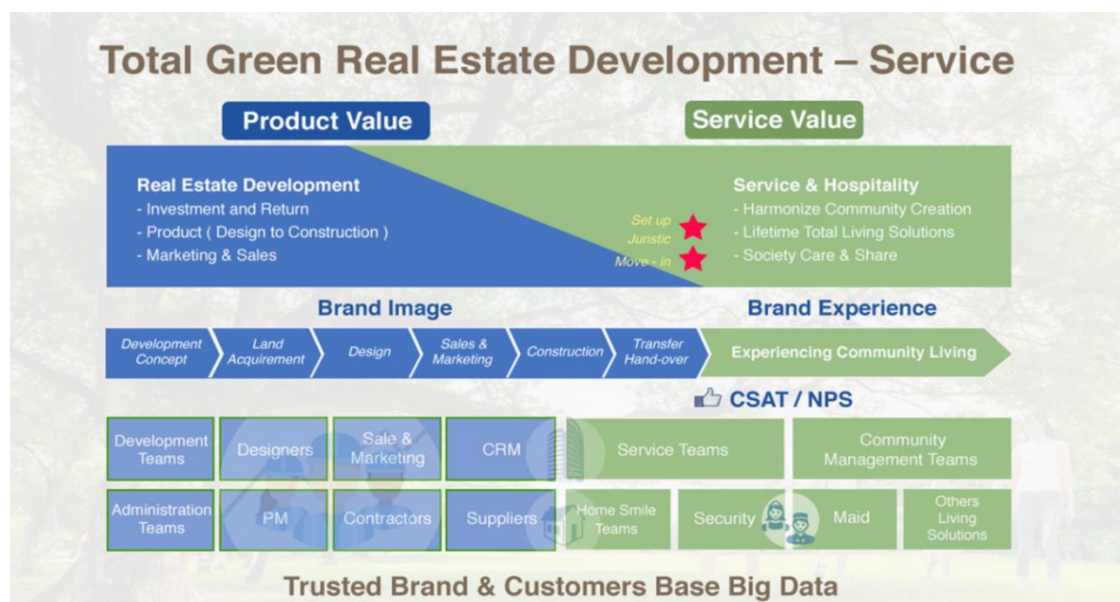 Total Green Real Estate Development – Service
Product Value
Service Value
Real Estate Development
- Investment and Return
- Product ( Design to Construction )
- Marketing & Sales
Set up
Juristic
Move - in
Service & Hospitality
- Harmonize Community Creation
- Lifetime Total Living Solutions
- Society Care & Share
Brand Image
Brand Experience
Development
Concept
Land
Acquirement
Design
Sales &
Marketing
Construction
Transfer
Hand-over
Experiencing Community Living
CSAT / NPS
Development
Teams
Designers
Sale &
Marketing
CRM
Service Teams
Community
Management Teams
Administration
Teams
PM
Contractors
Suppliers
Home Smile
Teams
Security
Maid
Others
Living
Solutions
Trusted Brand & Customers Base Big Data